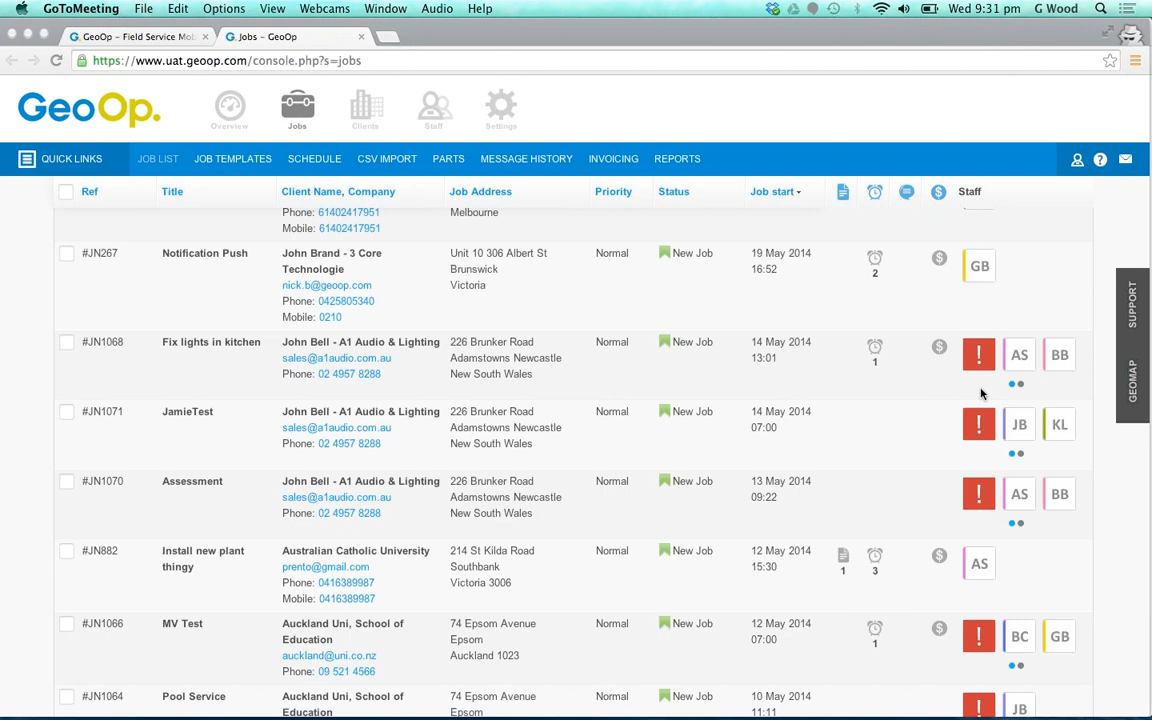 GoToMeeting File Edit Options View Webcams Window Audio Help Wed 9:31 pm G Wood
GeoOp – Field Service Mob Jobs – GeoOp
https://www.uat.geoop.com/console.php?s=jobs
GeoOp.
Overview Jobs Clients Staff Settings
QUICK LINKS JOB LIST JOB TEMPLATES SCHEDULE CSV IMPORT PARTS MESSAGE HISTORY INVOICING REPORTS
Ref Title Client Name, Company Job Address Priority Status Job start Staff
Phone: 61402417951 Melbourne
Mobile: 61402417951
#JN267 Notification Push John Brand - 3 Core Unit 10 306 Albert St Normal New Job 19 May 2014
Technologie Brunswick 16:52 2 GB
nick.b@geoop.com Victoria
Phone: 0425805340
Mobile: 0210
#JN1068 Fix lights in kitchen John Bell - A1 Audio & Lighting 226 Brunker Road Normal New Job 14 May 2014
sales@a1audio.com.au Adamstowns Newcastle 13:01 1 ! AS BB
Phone: 02 4957 8288 New South Wales
#JN1071 JamieTest John Bell - A1 Audio & Lighting 226 Brunker Road Normal New Job 14 May 2014
sales@a1audio.com.au Adamstowns Newcastle 07:00 ! JB KL
Phone: 02 4957 8288 New South Wales
#JN1070 Assessment John Bell - A1 Audio & Lighting 226 Brunker Road Normal New Job 13 May 2014
sales@a1audio.com.au Adamstowns Newcastle 09:22 ! AS BB
Phone: 02 4957 8288 New South Wales
#JN882 Install new plant Australian Catholic University 214 St Kilda Road Normal New Job 12 May 2014
thingy prento@gmail.com Southbank 15:30 1 3 AS
Phone: 0416389987 Victoria 3006
Mobile: 0416389987
#JN1066 MV Test Auckland Uni, School of 74 Epsom Avenue Normal New Job 12 May 2014
Education Epsom 07:00 1 ! BC GB
auckland@uni.co.nz Auckland 1023
Phone: 09 521 4566
#JN1064 Pool Service Auckland Uni, School of 74 Epsom Avenue Normal New Job 10 May 2014
Education Epsom 11:11 ! JB
SUPPORT
GEOMAP